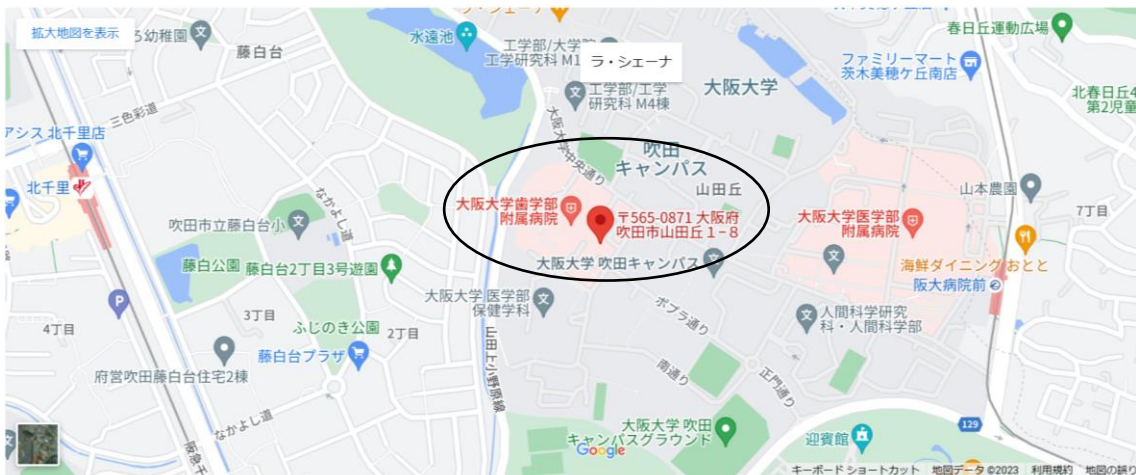 拡大地図を表示
ろ幼稚園
藤白台
水遠池
ラ・シェーナ
工学部/大学院
工学研究科 M1
ラ・シェーナ
工学部/工学
研究科 M4棟
大阪大学
春日丘運動広場
ファミリーマート
茨木美穂ケ丘南店
北春日丘4
第2児童
三色彩道
アシス 北千里店
北千里
なかよし道
大阪大学中央通り
吹田
キャンパス
山田丘
大阪大学歯学部
附属病院
〒565-0871 大阪府
吹田市山田丘1−8
大阪大学 吹田キャンパス
大阪大学医学部
附属病院
山本農園
7丁目
海鮮ダイニング おとと
阪大病院前
吹田市立藤白台小
藤白公園
藤白台2丁目3号遊園
大阪大学 医学部
保健学科
ポプラ通り
人間科学研究
科・人間科学部
P
4丁目
3丁目
ふじのき公園
2丁目
藤白台プラザ
府営吹田藤白台住宅2棟
山田上小野原線
南通り
正門通り
なかよし道
阪急千
大阪大学 吹田
キャンパスグラウンド
迎賓館
129
Google
キーボード ショートカット
地図データ ©2023
利用規約
地図の誤り